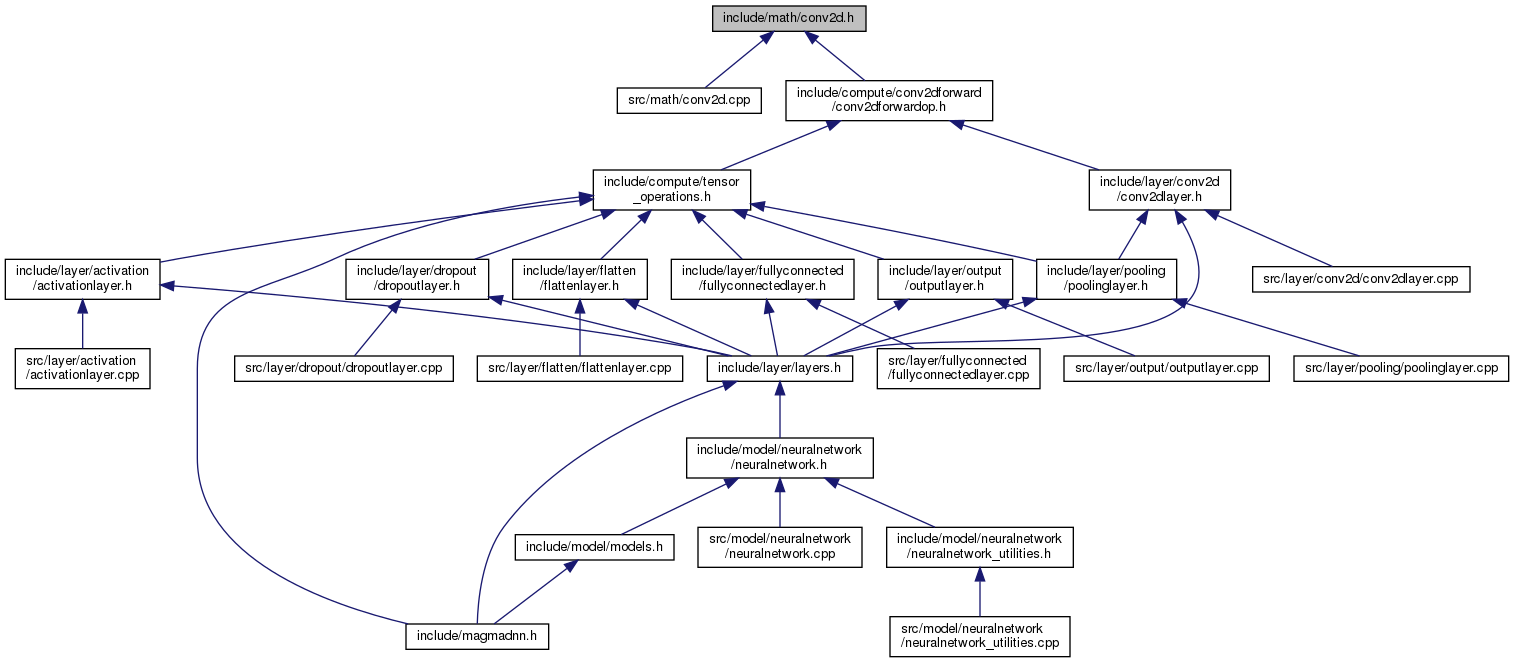 include/math/conv2d.h
src/math/conv2d.cpp
include/compute/conv2dforward
/conv2dforwardop.h
include/compute/tensor
_operations.h
include/layer/conv2d
/conv2dlayer.h
include/layer/activation
/activationlayer.h
include/layer/dropout
/dropoutlayer.h
include/layer/flatten
/flattenlayer.h
include/layer/fullyconnected
/fullyconnectedlayer.h
include/layer/output
/outputlayer.h
include/layer/pooling
/poolinglayer.h
src/layer/conv2d/conv2dlayer.cpp
src/layer/activation
/activationlayer.cpp
src/layer/dropout/dropoutlayer.cpp
src/layer/flatten/flattenlayer.cpp
include/layer/layers.h
src/layer/fullyconnected
/fullyconnectedlayer.cpp
src/layer/output/outputlayer.cpp
src/layer/pooling/poolinglayer.cpp
include/model/neuralnetwork
/neuralnetwork.h
include/model/models.h
src/model/neuralnetwork
/neuralnetwork.cpp
include/model/neuralnetwork
/neuralnetwork_utilities.h
include/magmadnn.h
src/model/neuralnetwork
/neuralnetwork_utilities.cpp